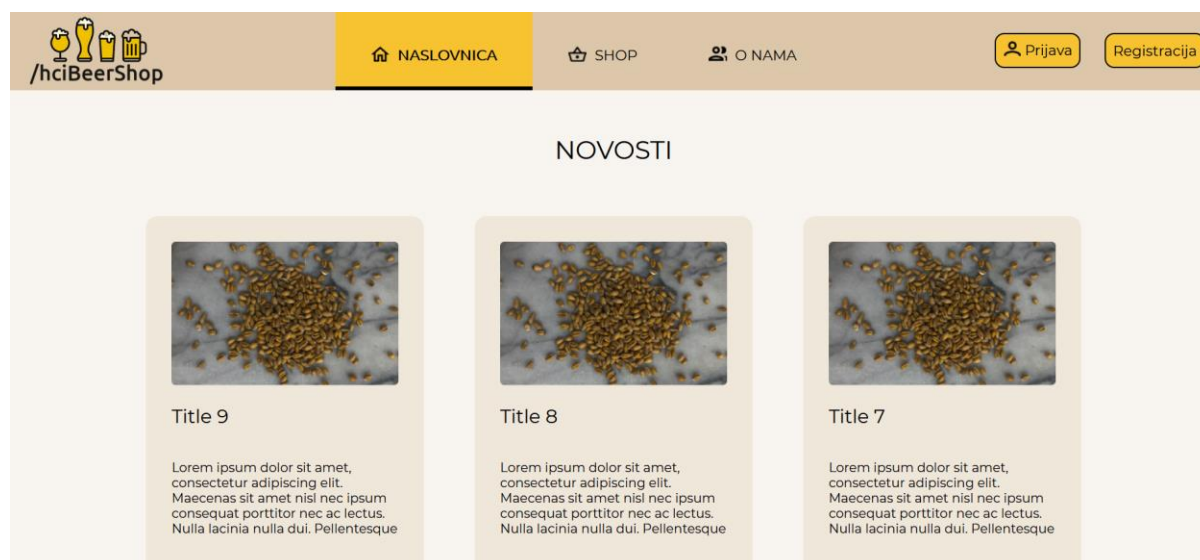 /hciBeerShop
NASLOVNICA
SHOP
O NAMA
Prijava
Registracija
NOVOSTI
Title 9
Lorem ipsum dolor sit amet,
consectetur adipiscing elit.
Maecenas sit amet nisl nec ipsum
consequat porttitor nec ac lectus.
Nulla lacinia nulla dui. Pellentesque
Title 8
Lorem ipsum dolor sit amet,
consectetur adipiscing elit.
Maecenas sit amet nisl nec ipsum
consequat porttitor nec ac lectus.
Nulla lacinia nulla dui. Pellentesque
Title 7
Lorem ipsum dolor sit amet,
consectetur adipiscing elit.
Maecenas sit amet nisl nec ipsum
consequat porttitor nec ac lectus.
Nulla lacinia nulla dui. Pellentesque